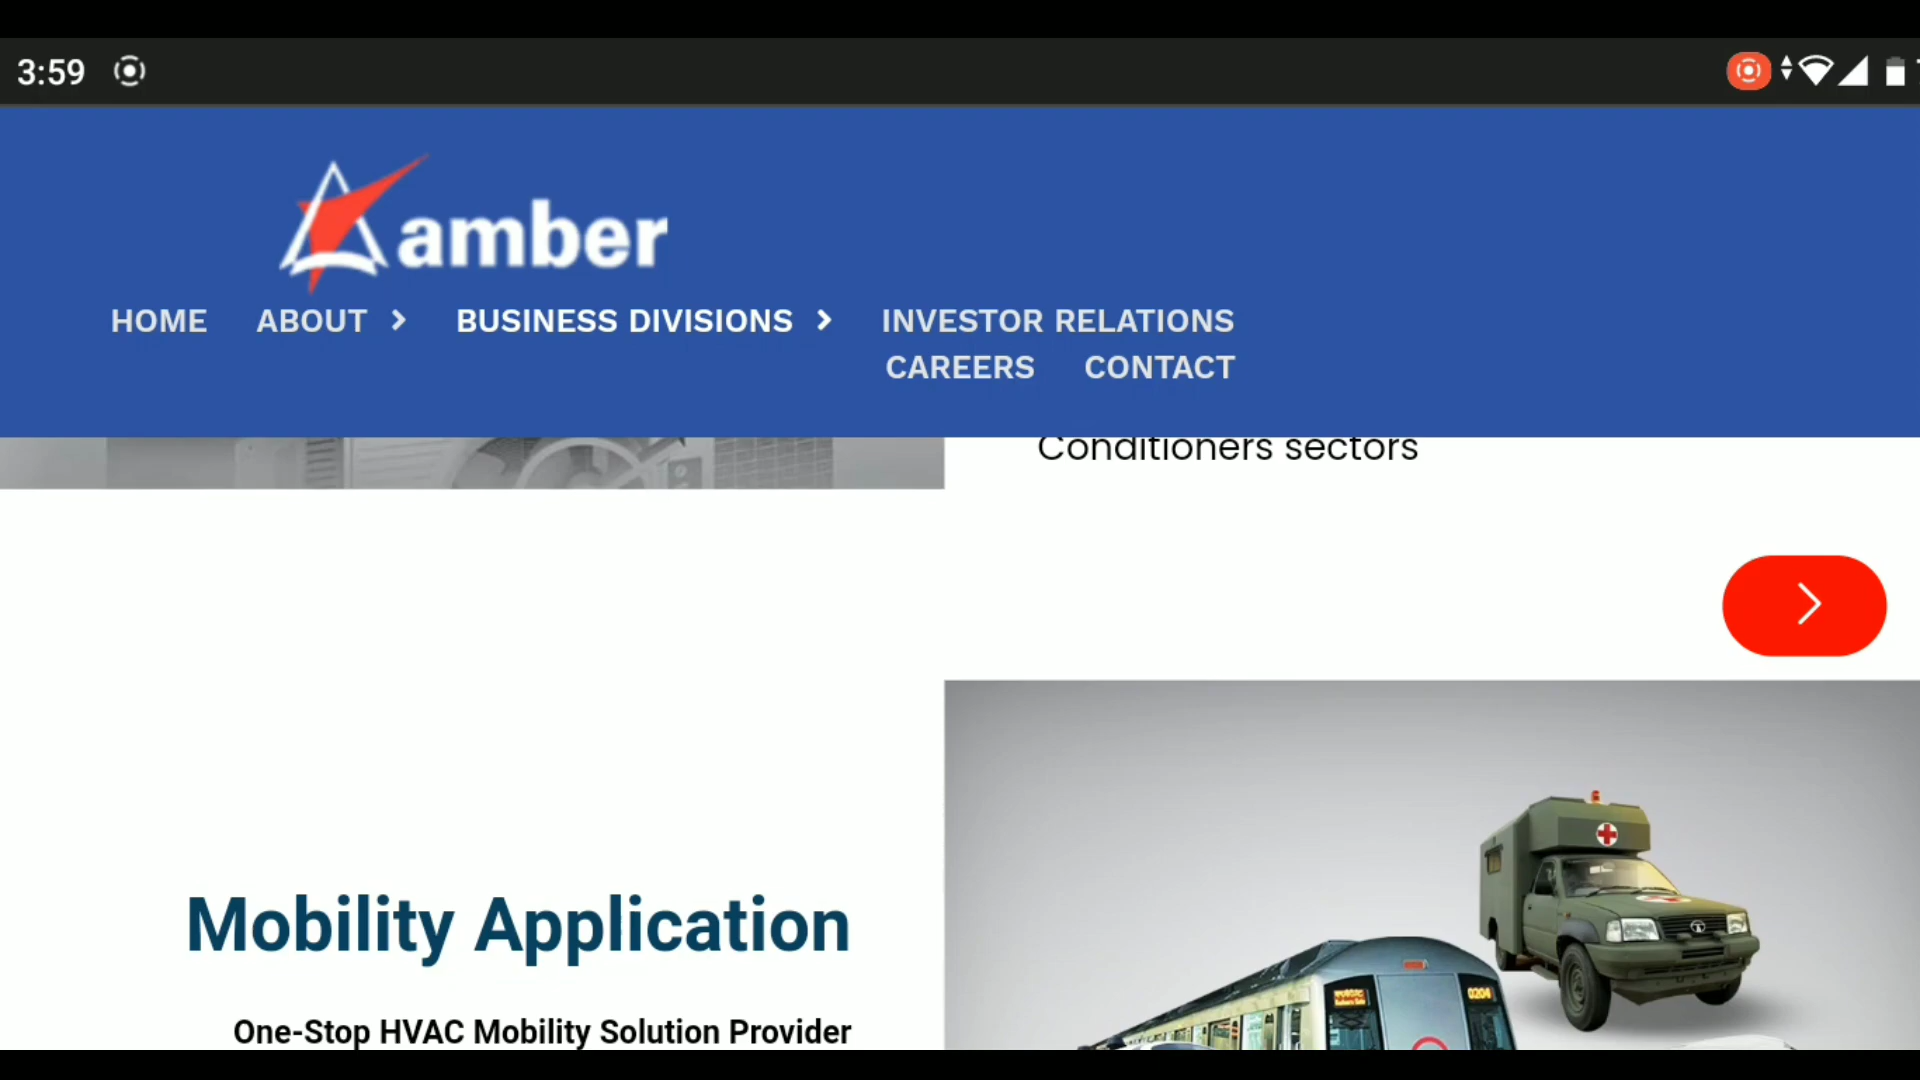 3:59
amber
HOME ABOUT BUSINESS DIVISIONS INVESTOR RELATIONS
CAREERS CONTACT
Conditioners sectors
Mobility Application
One-Stop HVAC Mobility Solution Provider
0204